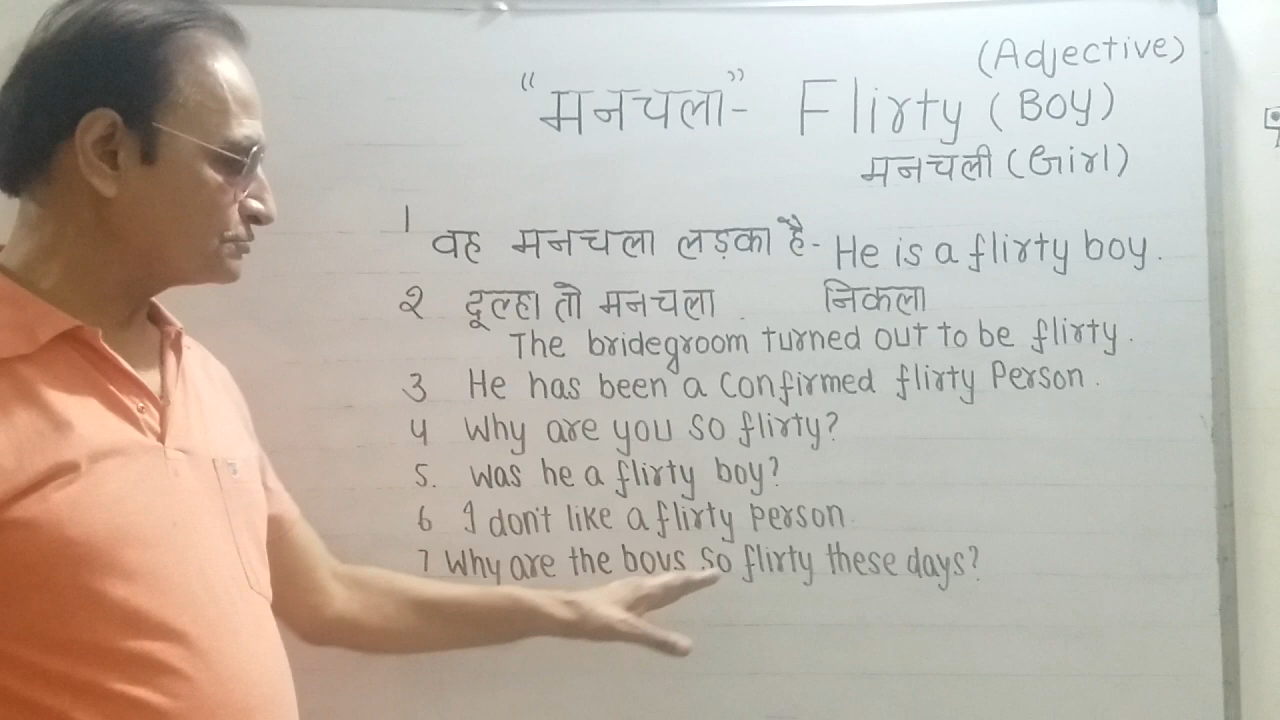 (Adjective)
"मनचला"- Flirty (Boy)
मनचली (Girl)
1 वह मनचला लड़का है- He is a flirty boy.
2 दूल्हा तो मनचला निकला
The bridegroom turned out to be flirty.
3 He has been a confirmed flirty Person.
4 Why are you so flirty?
5. Was he a flirty boy?
6 I don't like a flirty person.
7 Why are the boys so flirty these days?